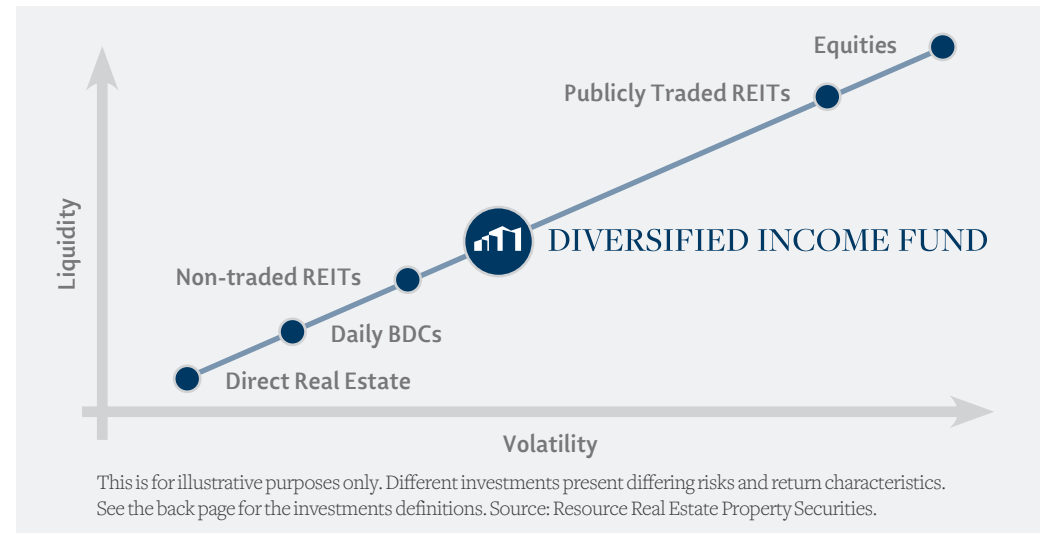 Equities
Publicly Traded REITs
DIVERSIFIED INCOME FUND
Liquidity
Non-traded REITs
Daily BDCs
Direct Real Estate
Volatility
This is for illustrative purposes only. Different investments present differing risks and return characteristics.
See the back page for the investments definitions. Source: Resource Real Estate Property Securities.